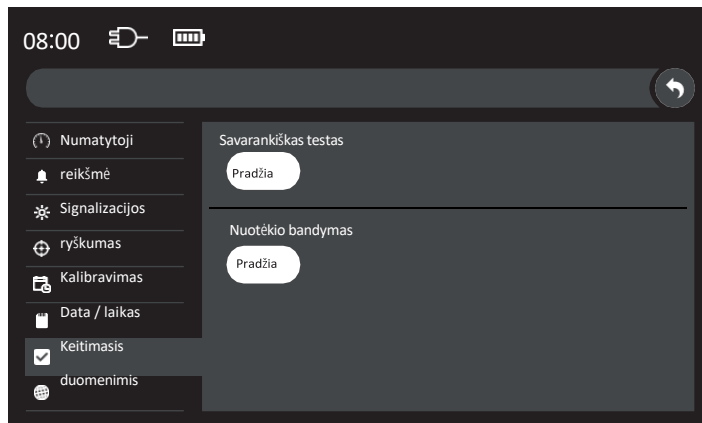 08:00
Numatytoji
reikšmė
Signalizacijos
ryškumas
Kalibravimas
Data / laikas
Keitimasis
duomenimis
Savarankiškas testas
Pradžia
Nuotėkio bandymas
Pradžia